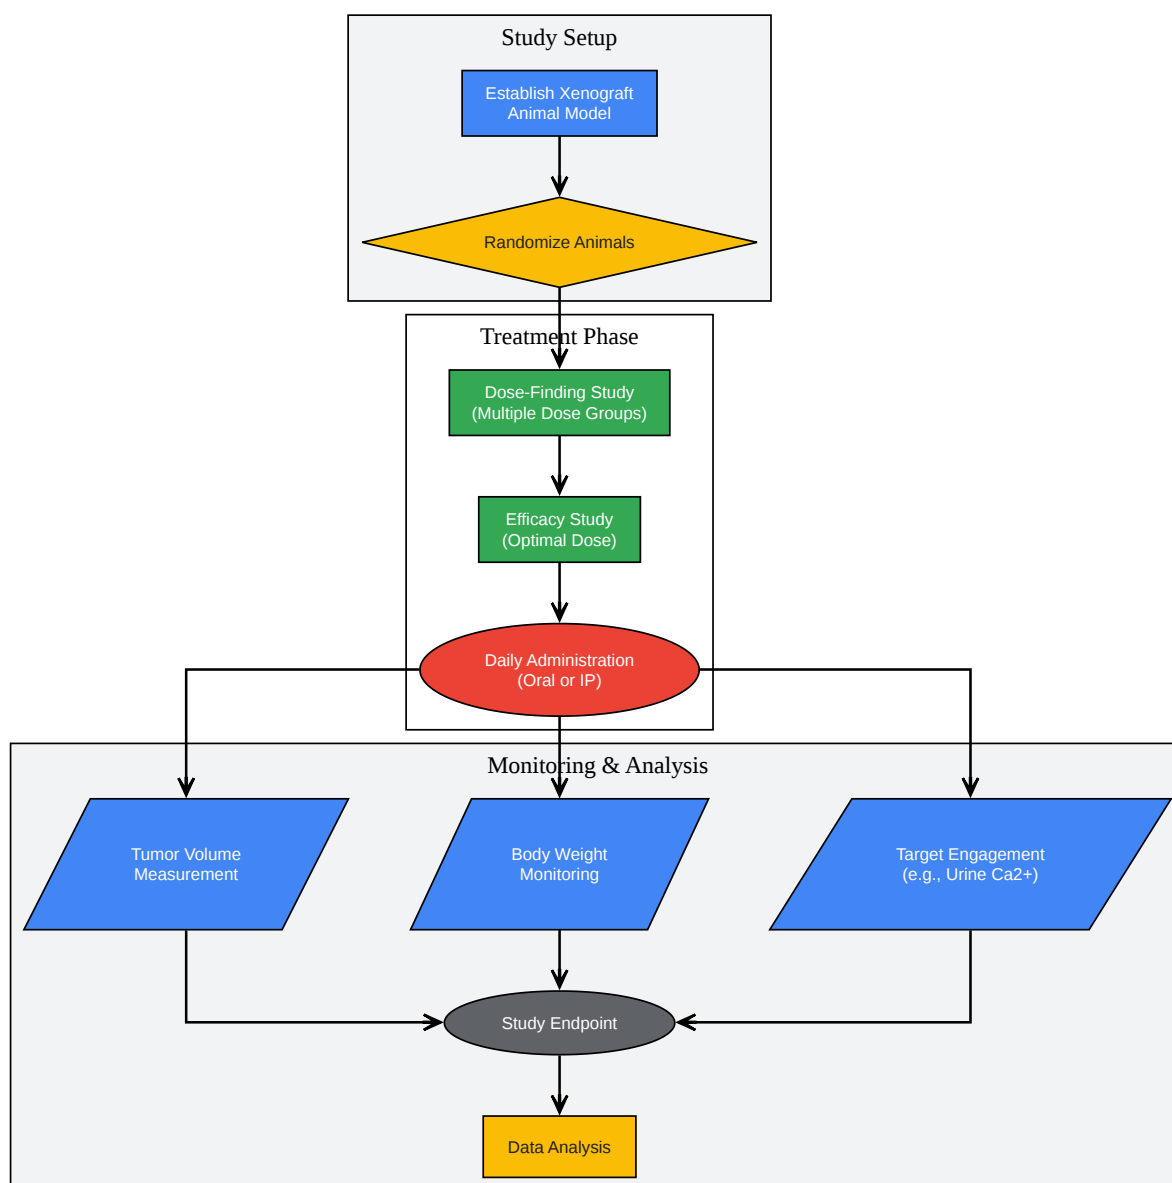 Study Setup
Establish Xenograft
Animal Model
Randomize Animals
Treatment Phase
Dose-Finding Study
(Multiple Dose Groups)
Efficacy Study
(Optimal Dose)
Daily Administration
(Oral or IP)
Monitoring & Analysis
Tumor Volume
Measurement
Body Weight
Monitoring
Target Engagement
(e.g., Urine Ca2+)
Study Endpoint
Data Analysis